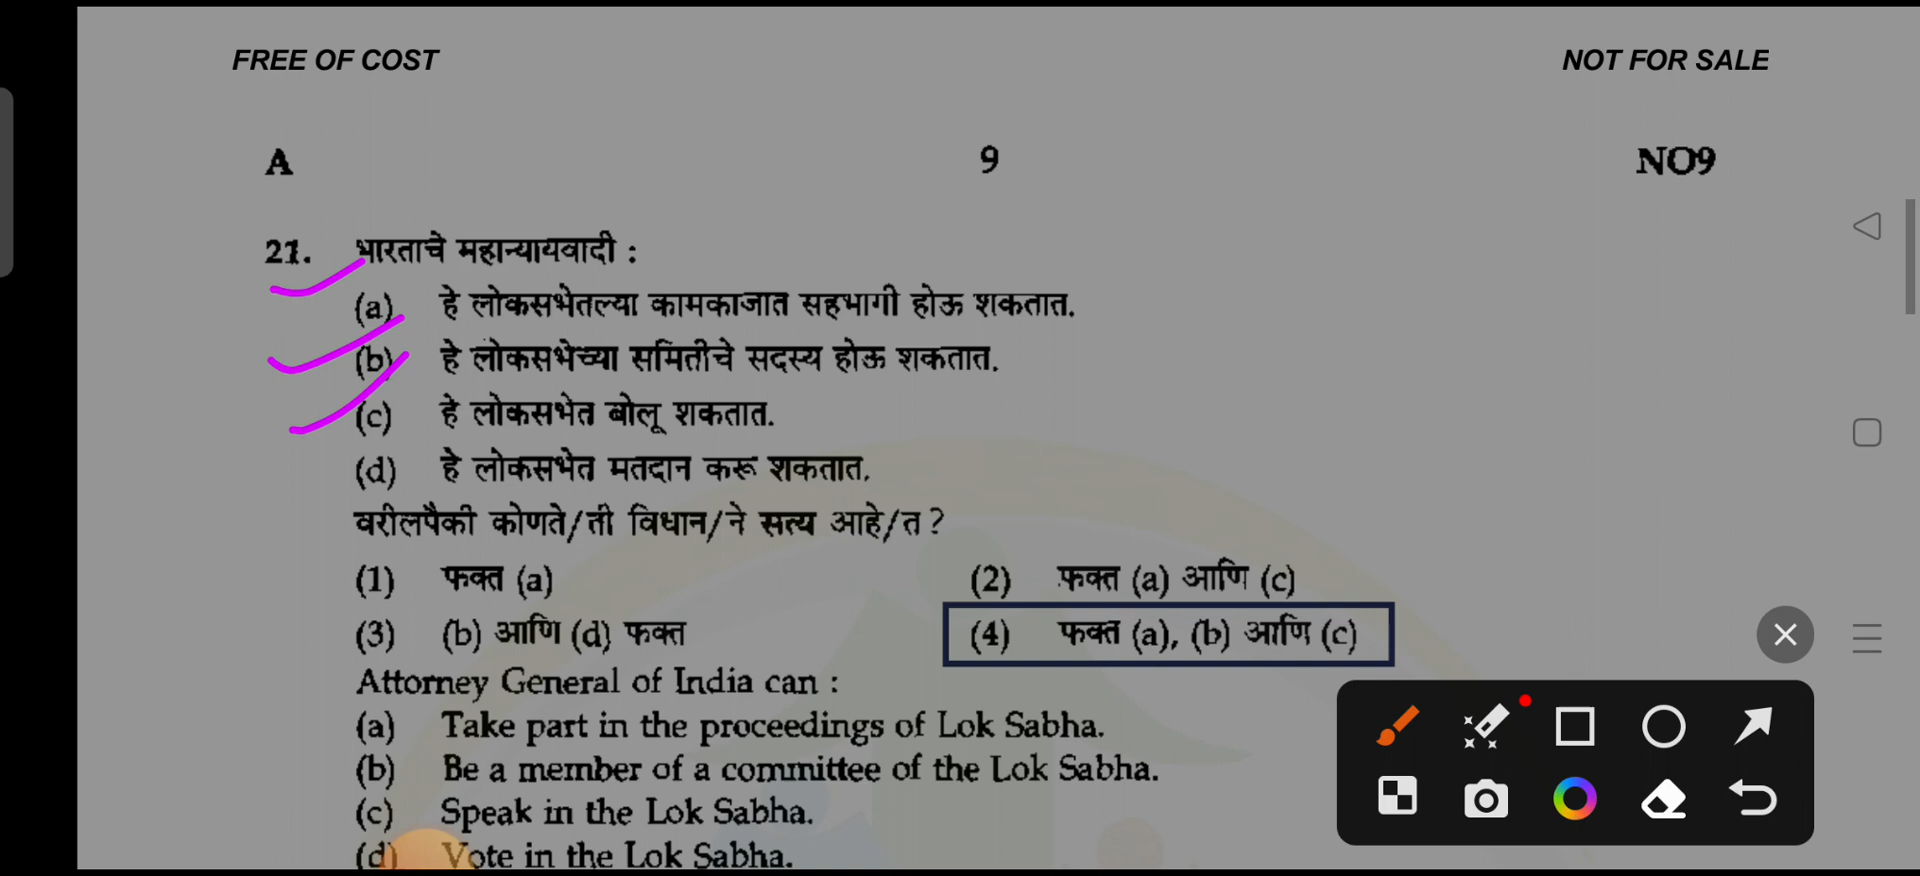 FREE OF COST NOT FOR SALE
A 9 NO9
21. भारताचे महान्यायवादी :
(a) हे लोकसभेतल्या कामकाजात सहभागी होऊ शकतात.
(b) हे लोकसभेच्या समितीचे सदस्य होऊ शकतात.
(c) हे लोकसभेत बोलू शकतात.
(d) हे लोकसभेत मतदान करू शकतात.
वरीलपैकी कोणते/ती विधान/ने सत्य आहे/त ?
(1) फक्त (a) (2) फक्त (a) आणि (c)
(3) (b) आणि (d) फक्त (4) फक्त (a), (b) आणि (c)
Attorney General of India can :
(a) Take part in the proceedings of Lok Sabha.
(b) Be a member of a committee of the Lok Sabha.
(c) Speak in the Lok Sabha.
(d) Vote in the Lok Sabha.